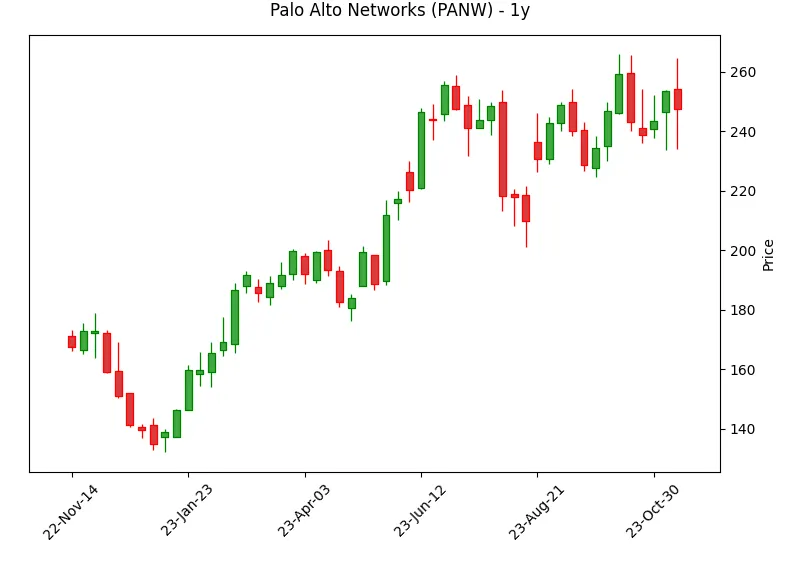 Palo Alto Networks (PANW) - 1y
260
240
220
200
180
160
140
Price
22-Nov-14
23-Jan-23
23-Apr-03
23-Jun-12
23-Aug-21
23-Oct-30